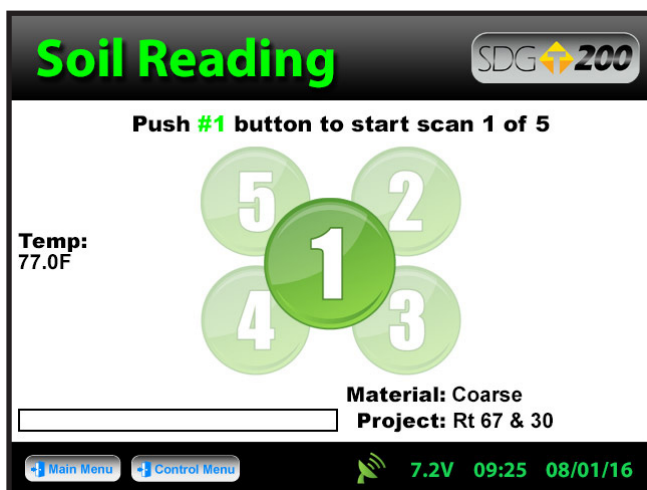 Soil Reading
SDG T 200
Push #1 button to start scan 1 of 5
5
2
1
4
3
Temp:
77.0F
Material: Coarse
Project: Rt 67 & 30
Main Menu
Control Menu
7.2V
09:25
08/01/16